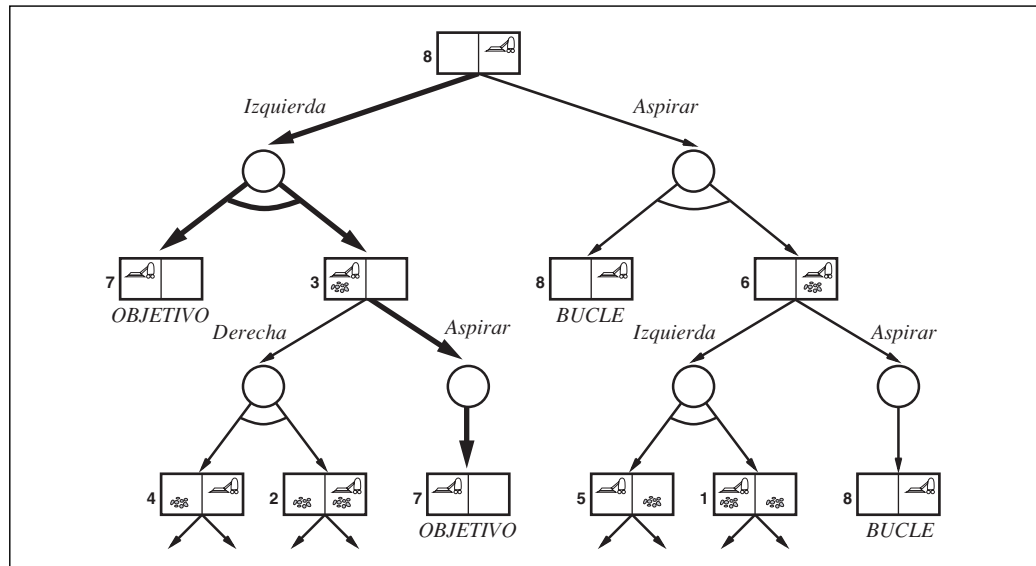 8
Izquierda Aspirar
7 3 8 6
OBJETIVO BUCLE
Derecha Aspirar Izquierda Aspirar
4 2 7 5 1 8
OBJETIVO BUCLE